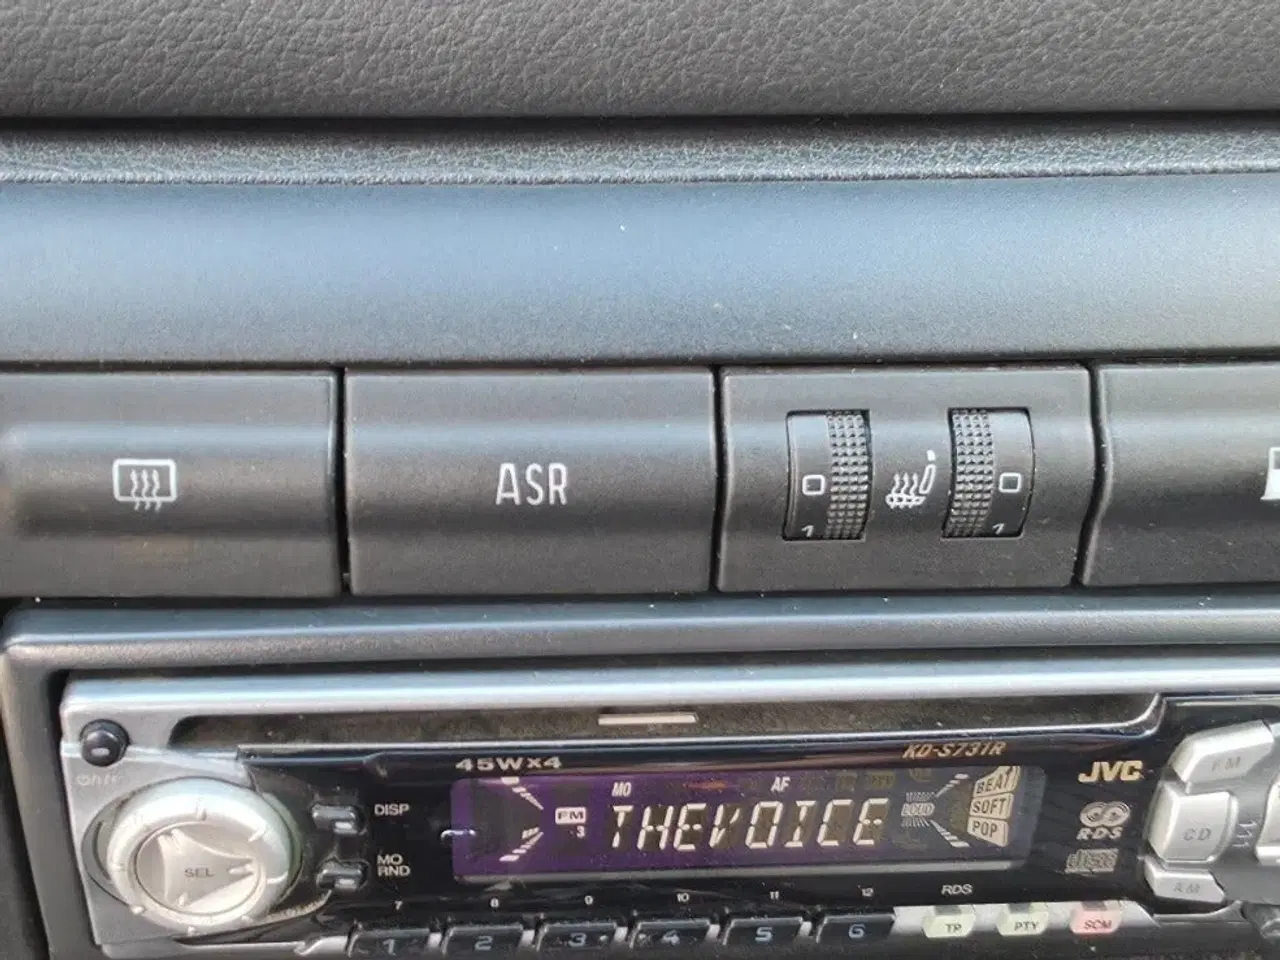 ASR
0 0
1 1
45Wx4
KD-S731R
JVC
DISP
MO AF
FM
3
THEVOICE
LOUD
BEAT
SOFT
POP
R·D·S
FM
CD
AM
SEL
MO
RND
7 8 9 10 11 12 RDS
1 2 3 4 5 6 TP PTY SCM